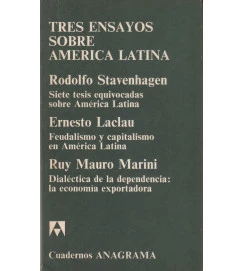 TRES ENSAYOS
SOBRE
AMERICA LATINA
Rodolfo Stavenhagen
Siete tesis equivocadas
sobre América Latina
Ernesto Laclau
Feudalismo y capitalismo
en América Latina
Ruy Mauro Marini
Dialéctica de la dependencia:
la economía exportadora
Cuadernos ANAGRAMA